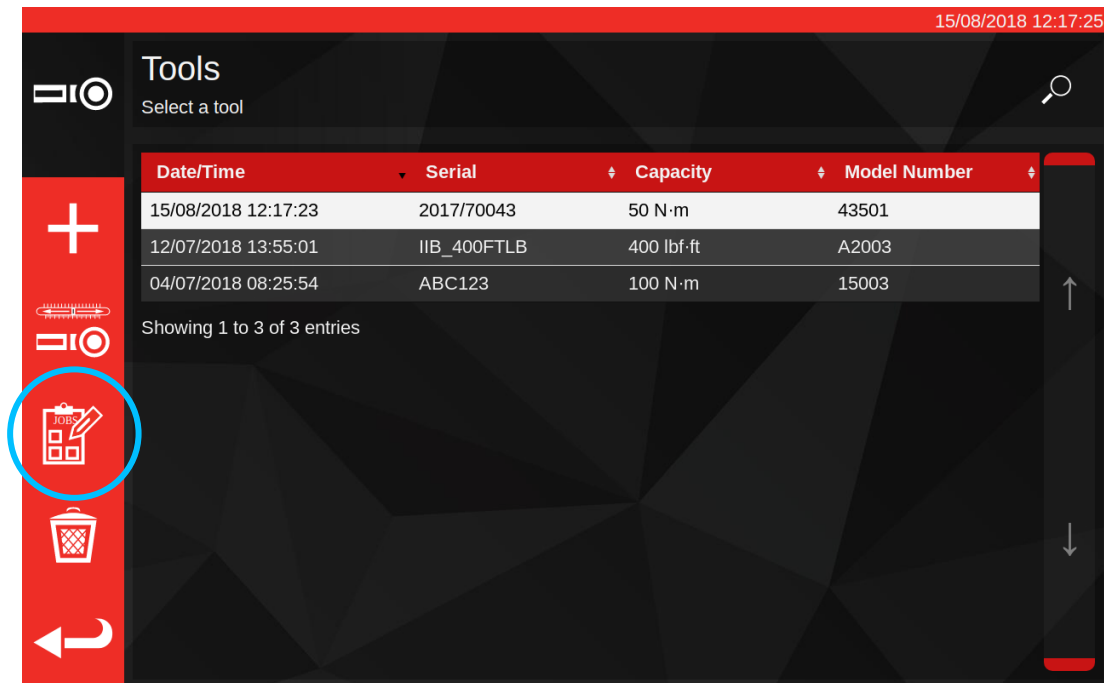 15/08/2018 12:17:25
Tools
Select a tool
Date/Time Serial Capacity Model Number
15/08/2018 12:17:23 2017/70043 50 N·m 43501
12/07/2018 13:55:01 IIB_400FTLB 400 lbf·ft A2003
04/07/2018 08:25:54 ABC123 100 N·m 15003
Showing 1 to 3 of 3 entries
JOBS